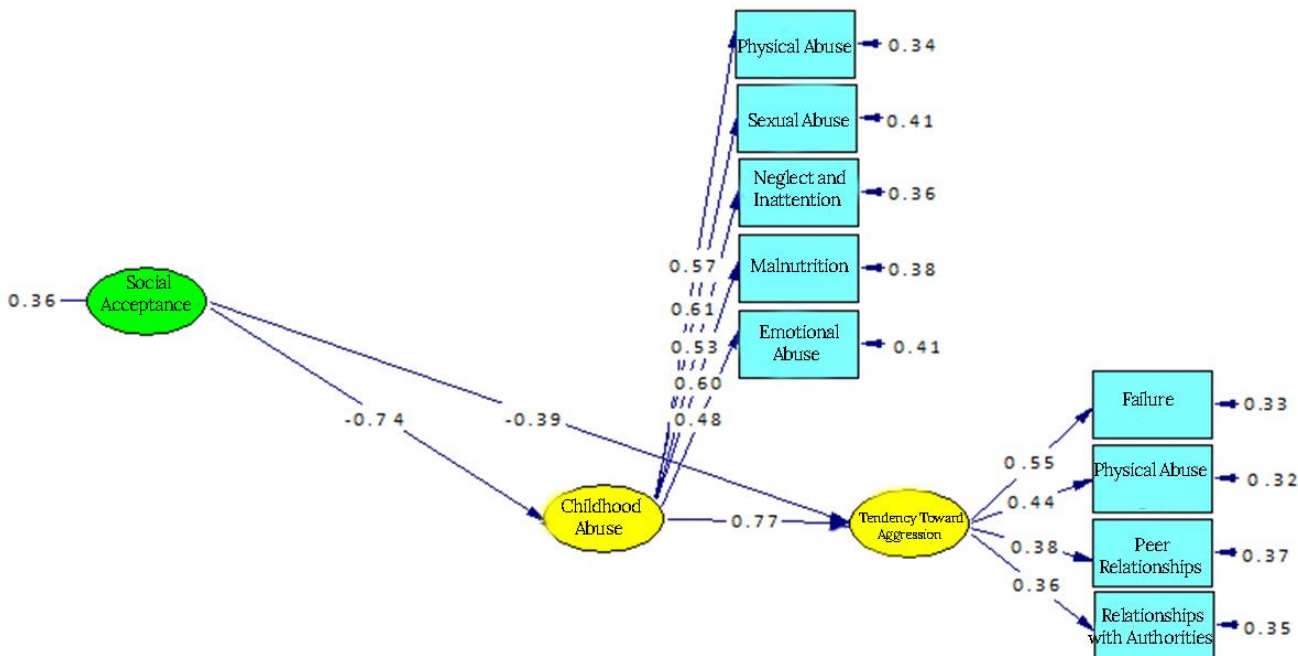 Physical Abuse
0.34
Sexual Abuse
0.41
Neglect and
Inattention
0.36
0.57
Malnutrition
0.38
Social
Acceptance
0.36
0.61
Emotional
Abuse
0.41
0.53
0.60
Failure
0.33
-0.7 4
-0.39
0.48
0.55
Physical Abuse
0.32
0.44
Childhood
Abuse
0.77
Tendency Toward
Aggression
0.38
Peer
Relationships
0.37
0.36
Relationships
with Authorities
0.35